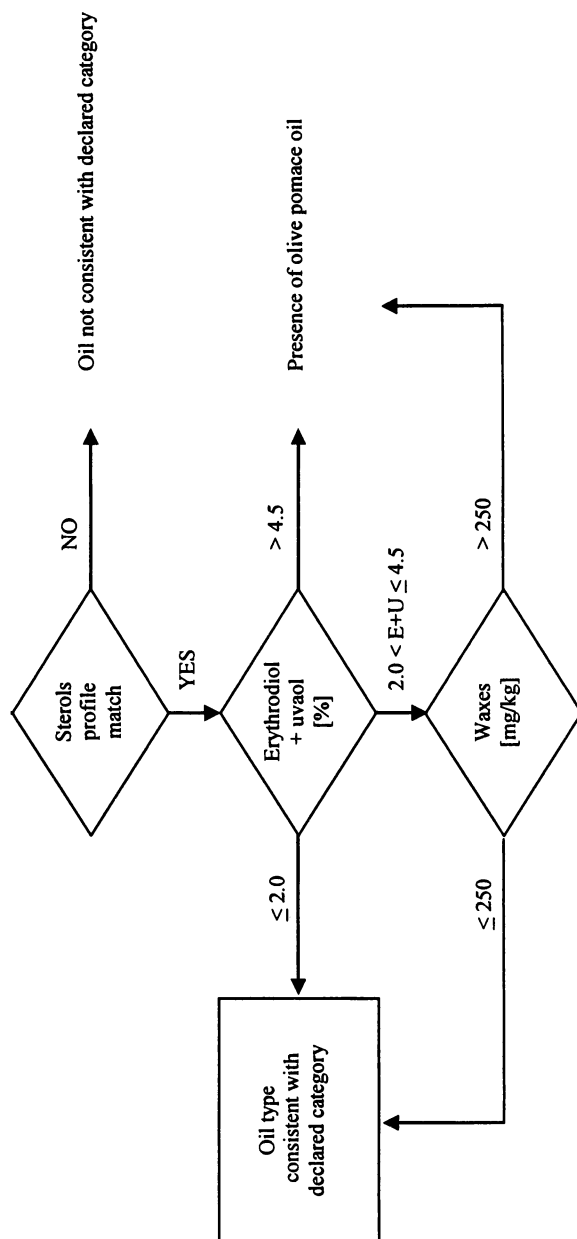 Sterols
profile
match
NO
Oil not consistent with declared category
YES
Erythrodiol
+ uvaol
[%]
> 4.5
Presence of olive pomace oil
≤ 2.0
Oil type
consistent with
declared category
2.0 < E+U ≤ 4.5
Waxes
[mg/kg]
> 250
≤ 250